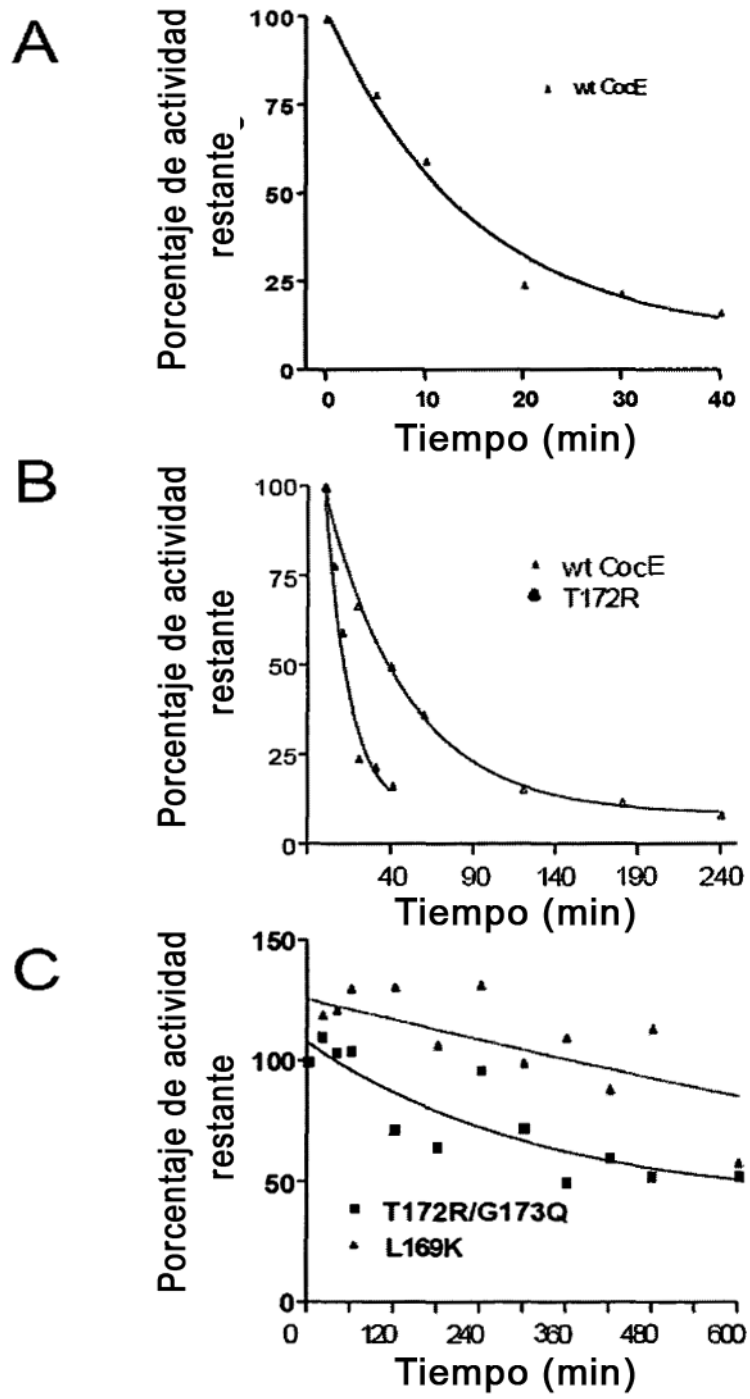 A
Porcentaje de actividad
restante
100
75
50
25
0
wt CocE
0 10 20 30 40
Tiempo (min)
B
Porcentaje de actividad
restante
100
75
50
25
0
wt CocE
T172R
40 90 140 190 240
Tiempo (min)
C
Porcentaje de actividad
restante
150
100
50
0
T172R/G173Q
L169K
0 120 240 360 480 600
Tiempo (min)